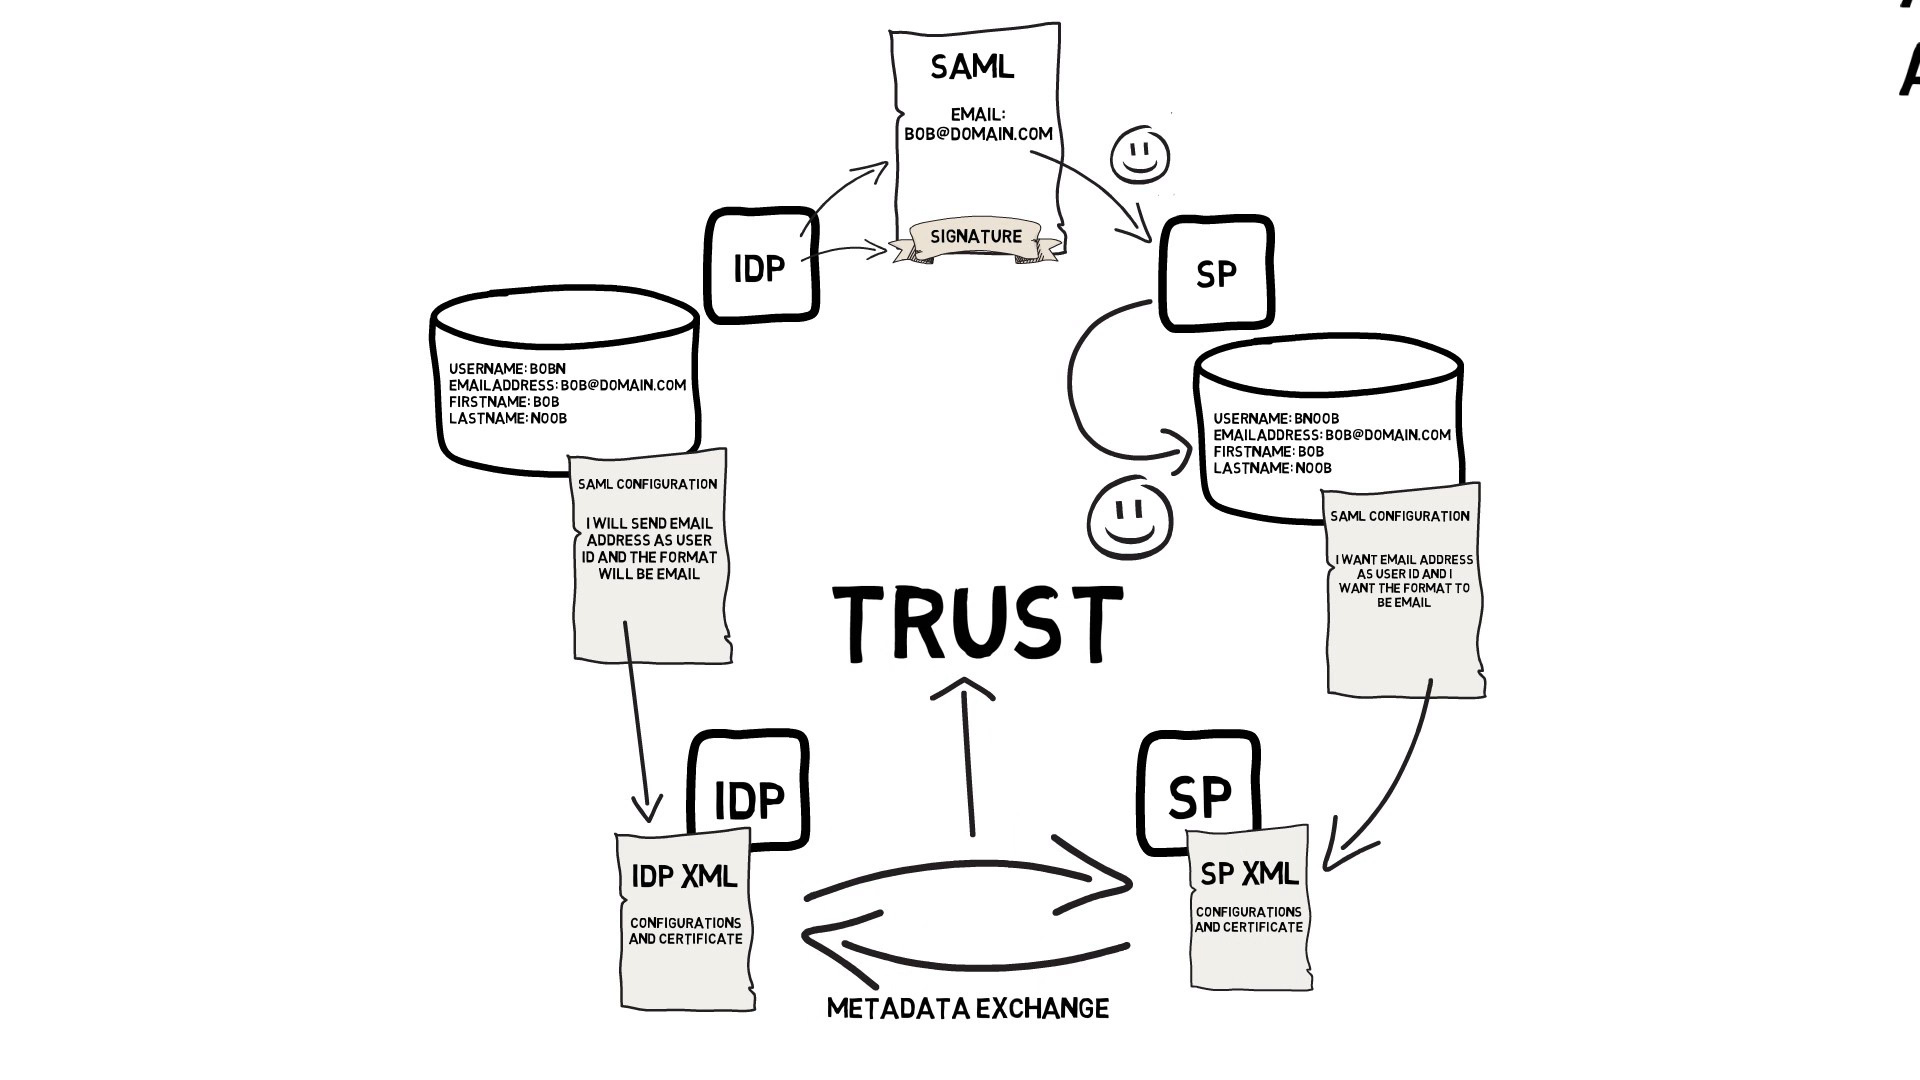 SAML
EMAIL:
BOB@DOMAIN.COM
SIGNATURE
IDP
SP
USERNAME: BOBN
EMAILADDRESS: BOB@DOMAIN.COM
FIRSTNAME: BOB
LASTNAME: NOOB
USERNAME: BNOOB
EMAILADDRESS: BOB@DOMAIN.COM
FIRSTNAME: BOB
LASTNAME: NOOB
SAML CONFIGURATION
I WILL SEND EMAIL
ADDRESS AS USER
ID AND THE FORMAT
WILL BE EMAIL
SAML CONFIGURATION
I WANT EMAIL ADDRESS
AS USER ID AND I
WANT THE FORMAT TO
BE EMAIL
TRUST
IDP
SP
IDP XML
CONFIGURATIONS
AND CERTIFICATE
SP XML
CONFIGURATIONS
AND CERTIFICATE
METADATA EXCHANGE